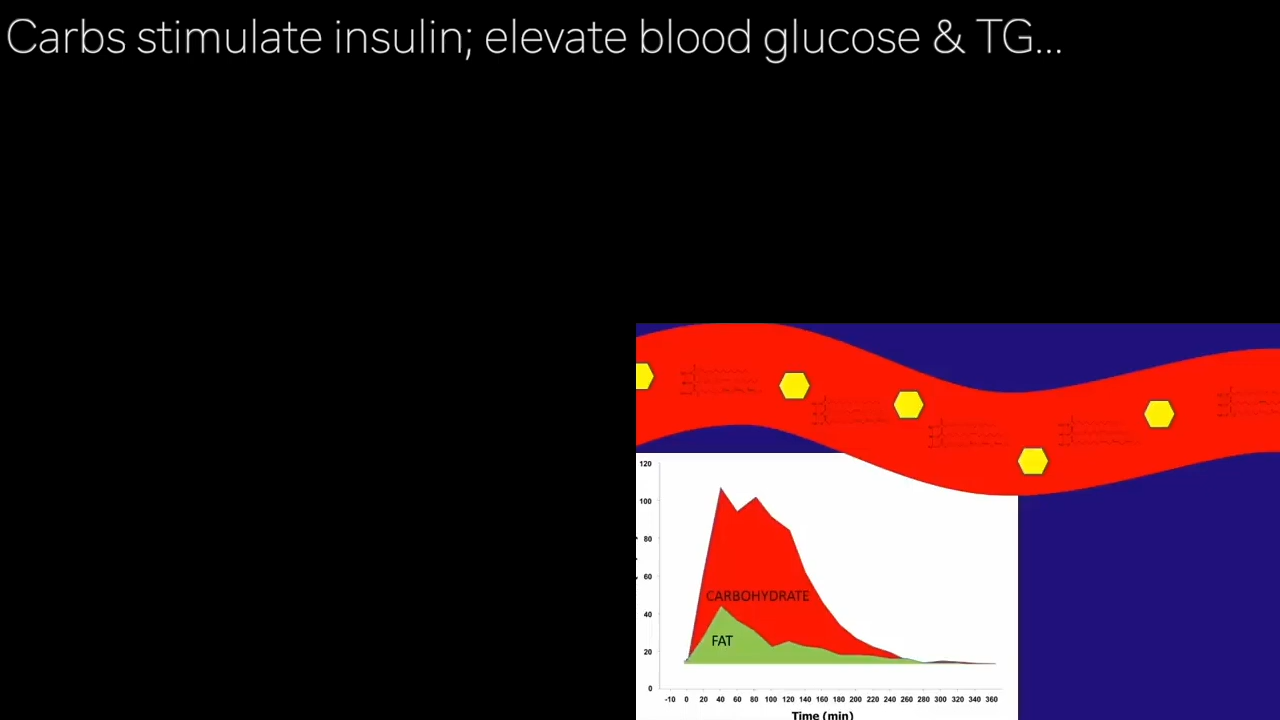 Carbs stimulate insulin; elevate blood glucose & TG...
120
100
80
60
40
20
0
CARBOHYDRATE
FAT
-10 0 20 40 60 80 100 120 140 160 180 200 220 240 260 280 300 320 340 360
Time (min)